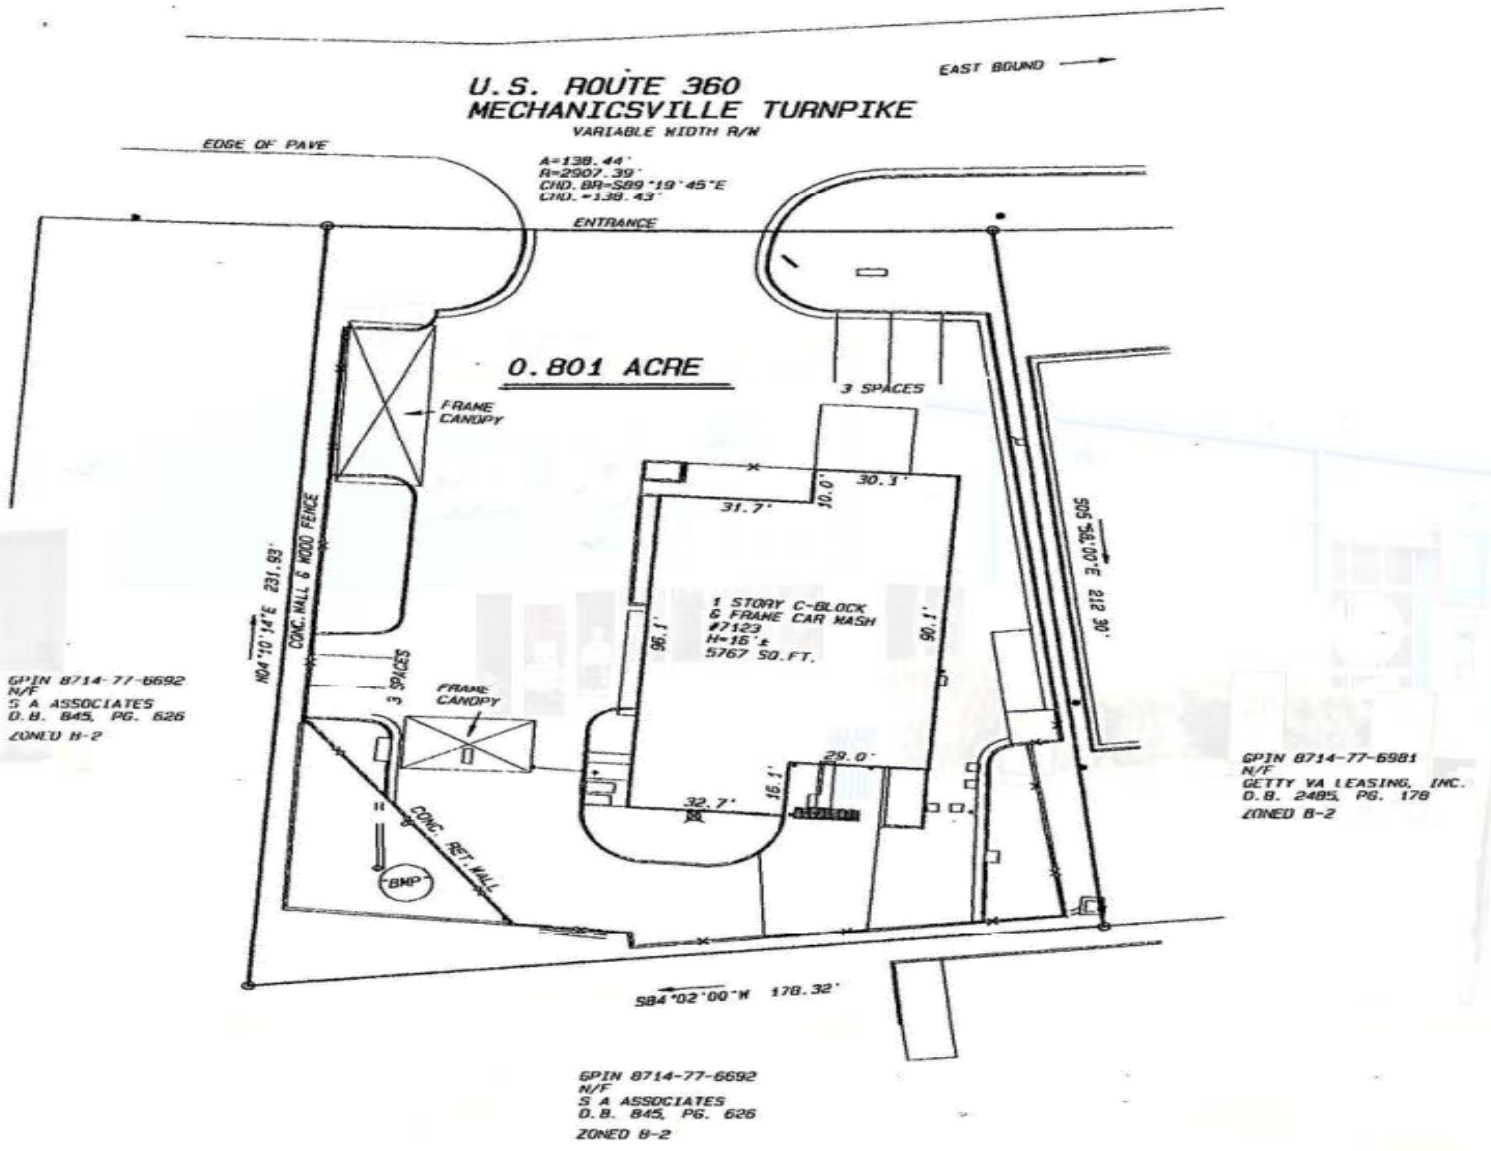 EAST BOUND
U.S. ROUTE 360
MECHANICSVILLE TURNPIKE
VARIABLE WIDTH R/W
EDGE OF PAVE
A=138.44'
R=2907.39'
CHD. BR=S89°19'45"E
CHD.=138.43'
ENTRANCE
0.801 ACRE
3 SPACES
FRAME
CANOPY
30.1'
10.0'
31.7'
CONC. WALL & WOOD FENCE
N04°10'14"E 231.93'
S05°58'00"E 212.30'
1 STORY C-BLOCK
& FRAME CAR WASH
#7123
H=16'±
5767 SQ.FT.
96.1'
90.1'
3 SPACES
FRAME
CANOPY
GPIN 8714-77-6692
N/F
S A ASSOCIATES
D.B. 845, PG. 626
ZONED B-2
29.0'
16.1'
32.7'
CONC. RET. WALL
"BMP"
GPIN 8714-77-6981
N/F
GETTY VA LEASING, INC.
D.B. 2485, PG. 178
ZONED B-2
S84°02'00"W 178.32'
GPIN 8714-77-6692
N/F
S A ASSOCIATES
D.B. 845, PG. 626
ZONED B-2